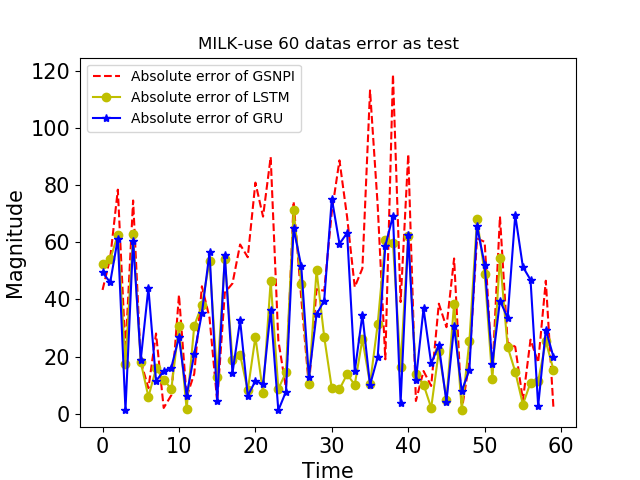 MILK-use 60 datas error as test
Absolute error of GSNPI
Absolute error of LSTM
Absolute error of GRU
120
100
80
60
40
20
0
Magnitude
0 10 20 30 40 50 60
Time